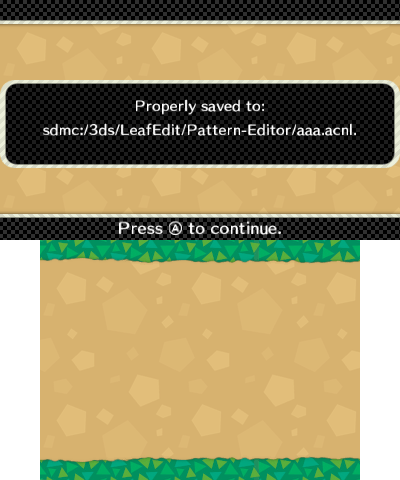 Properly saved to:
sdmc:/3ds/LeafEdit/Pattern-Editor/aaa.acnl.
Press Ⓐ to continue.